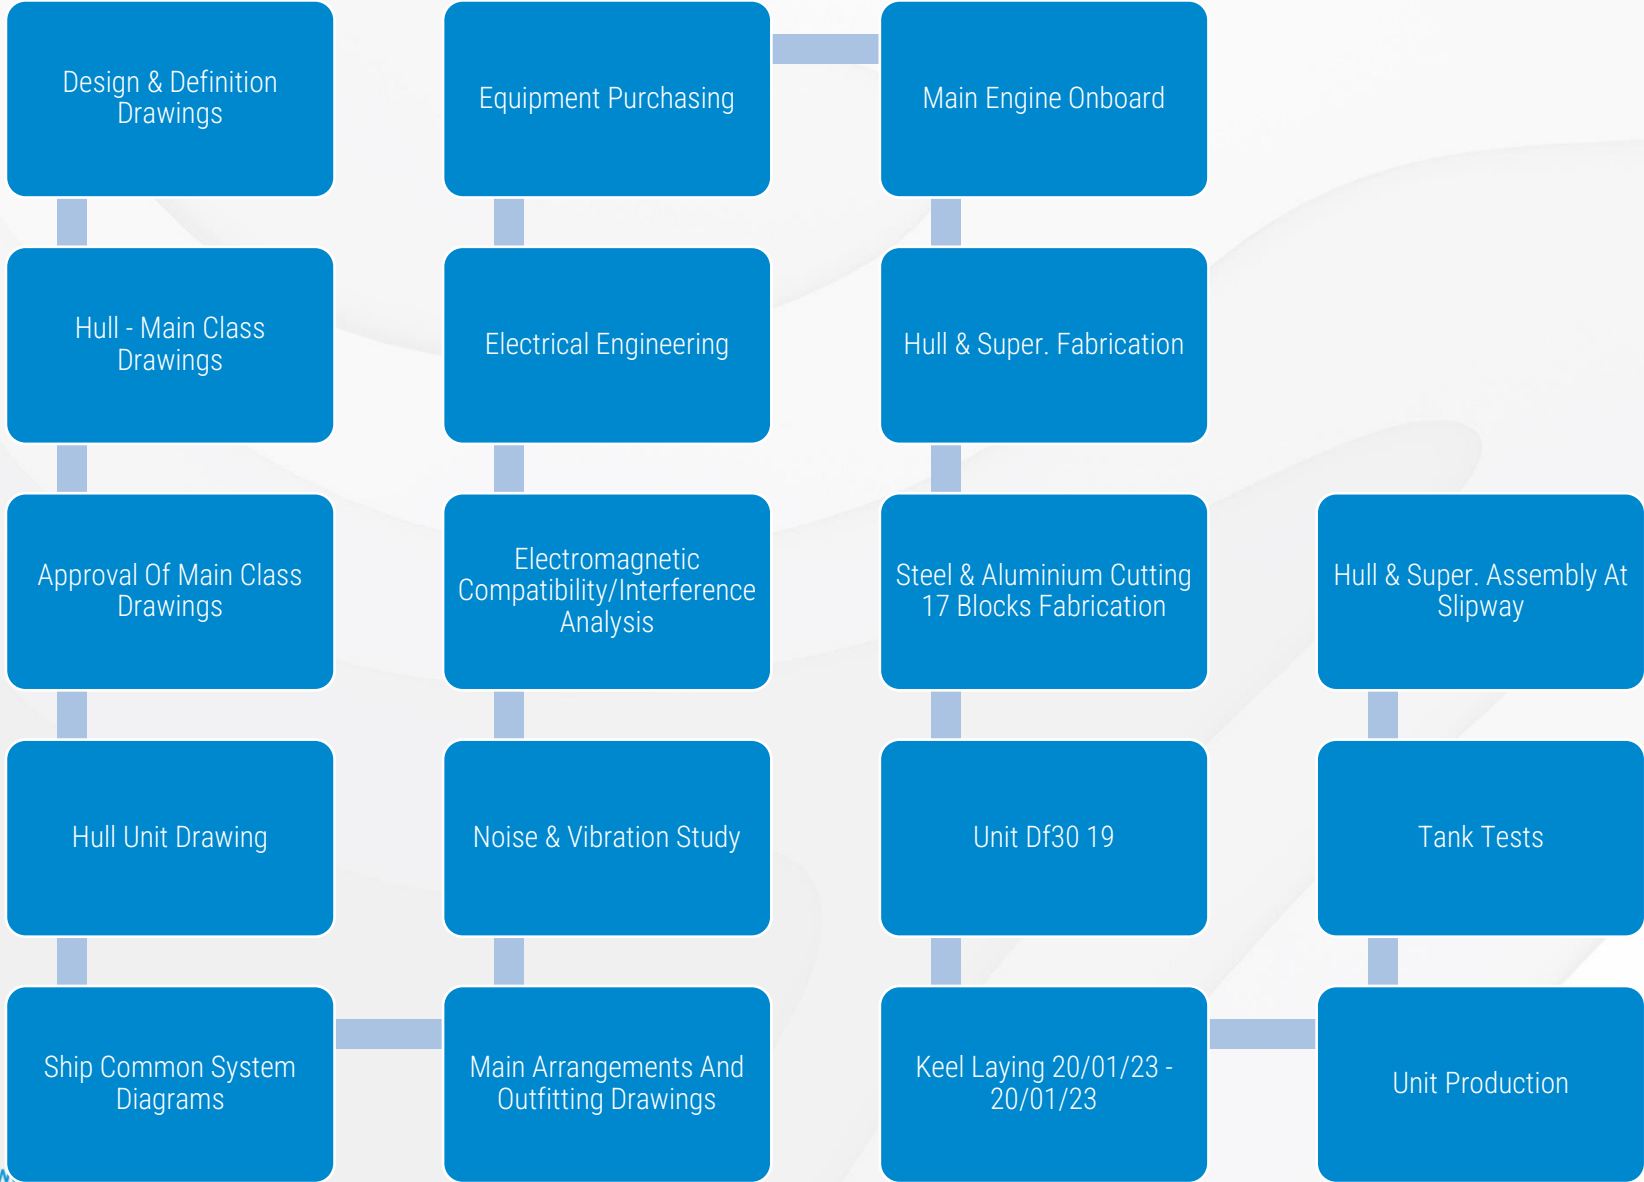 Design & Definition
Drawings
Hull - Main Class
Drawings
Approval Of Main Class
Drawings
Hull Unit Drawing
Ship Common System
Diagrams
Main Arrangements And
Outfitting Drawings
Noise & Vibration Study
Electromagnetic
Compatibility/Interference
Analysis
Electrical Engineering
Equipment Purchasing
Main Engine Onboard
Hull & Super. Fabrication
Steel & Aluminium Cutting
17 Blocks Fabrication
Unit Df30 19
Keel Laying 20/01/23 -
20/01/23
Unit Production
Tank Tests
Hull & Super. Assembly At
Slipway